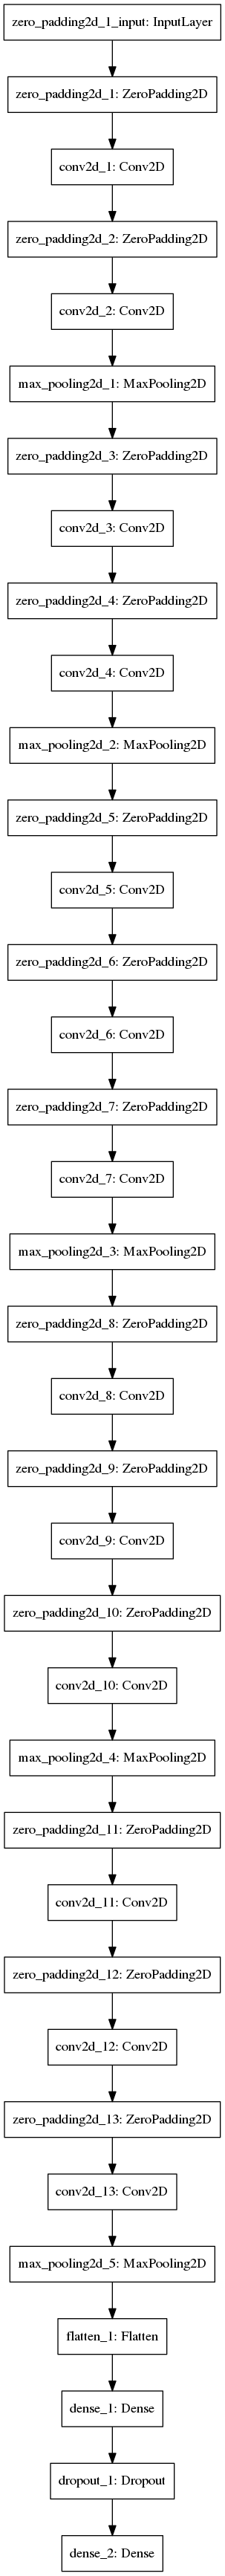 zero_padding2d_1_input: InputLayer
zero_padding2d_1: ZeroPadding2D
conv2d_1: Conv2D
zero_padding2d_2: ZeroPadding2D
conv2d_2: Conv2D
max_pooling2d_1: MaxPooling2D
zero_padding2d_3: ZeroPadding2D
conv2d_3: Conv2D
zero_padding2d_4: ZeroPadding2D
conv2d_4: Conv2D
max_pooling2d_2: MaxPooling2D
zero_padding2d_5: ZeroPadding2D
conv2d_5: Conv2D
zero_padding2d_6: ZeroPadding2D
conv2d_6: Conv2D
zero_padding2d_7: ZeroPadding2D
conv2d_7: Conv2D
max_pooling2d_3: MaxPooling2D
zero_padding2d_8: ZeroPadding2D
conv2d_8: Conv2D
zero_padding2d_9: ZeroPadding2D
conv2d_9: Conv2D
zero_padding2d_10: ZeroPadding2D
conv2d_10: Conv2D
max_pooling2d_4: MaxPooling2D
zero_padding2d_11: ZeroPadding2D
conv2d_11: Conv2D
zero_padding2d_12: ZeroPadding2D
conv2d_12: Conv2D
zero_padding2d_13: ZeroPadding2D
conv2d_13: Conv2D
max_pooling2d_5: MaxPooling2D
flatten_1: Flatten
dense_1: Dense
dropout_1: Dropout
dense_2: Dense